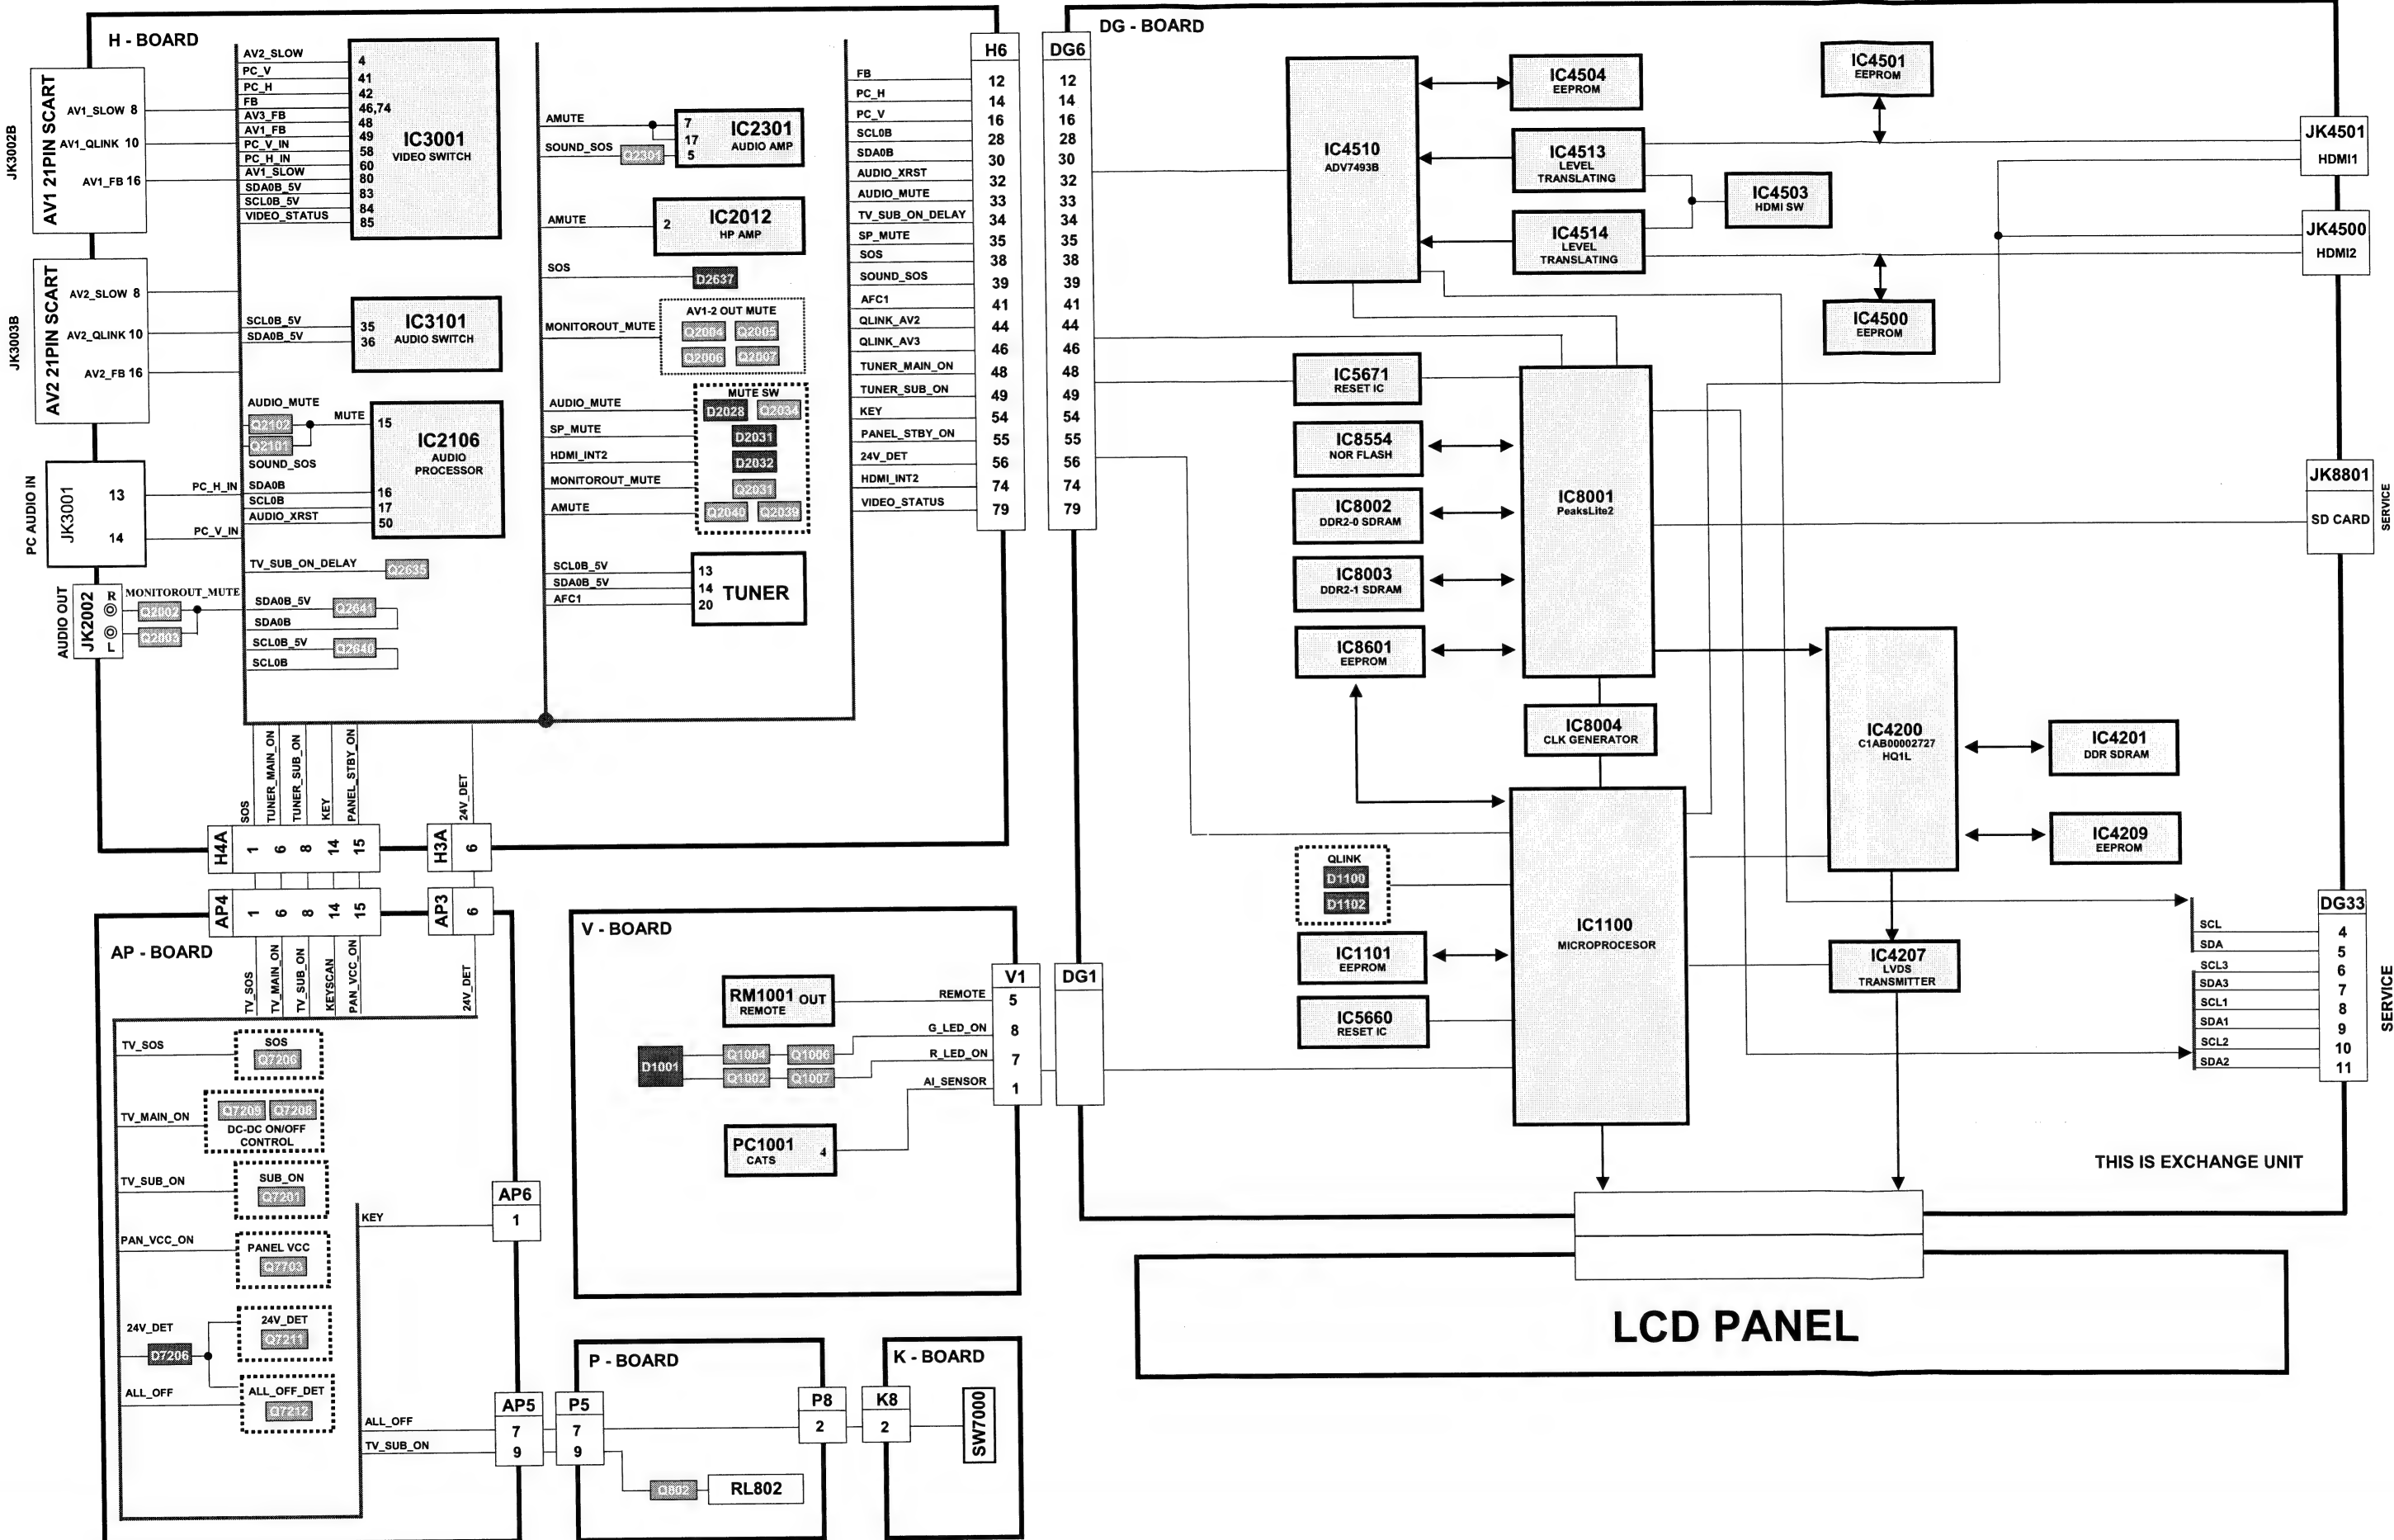 H - BOARD
JK3002B
AV1 21PIN SCART
AV1_SLOW 8
AV1_QLINK 10
AV1_FB 16
JK3003B
AV2 21PIN SCART
AV2_SLOW 8
AV2_QLINK 10
AV2_FB 16
PC AUDIO IN
JK3001
13
14
PC_H_IN
PC_V_IN
AUDIO OUT
JK2002
R
L
MONITOROUT_MUTE
Q2002
Q2003
AV2_SLOW 4
PC_V 41
PC_H 42
FB 46,74
AV3_FB 48
AV1_FB 49
PC_V_IN 58
PC_H_IN 60
AV1_SLOW 80
SDA0B_5V 83
SCL0B_5V 84
VIDEO_STATUS 85
IC3001
VIDEO SWITCH
SCL0B_5V 35
SDA0B_5V 36
IC3101
AUDIO SWITCH
AUDIO_MUTE
Q2102
Q2101
SOUND_SOS
MUTE 15
SDA0B 16
SCL0B 17
AUDIO_XRST 50
IC2106
AUDIO
PROCESSOR
TV_SUB_ON_DELAY
Q2635
SDA0B_5V
Q2641
SDA0B
SCL0B_5V
Q2640
SCL0B
AMUTE
7
17
SOUND_SOS
Q2301
5
IC2301
AUDIO AMP
AMUTE
2
IC2012
HP AMP
SOS
D2637
MONITOROUT_MUTE
AV1-2 OUT MUTE
Q2004 Q2005
Q2006 Q2007
AUDIO_MUTE
SP_MUTE
HDMI_INT2
MONITOROUT_MUTE
AMUTE
MUTE SW
D2028 Q2034
D2031
D2032
Q2031
Q2040 Q2039
SCL0B_5V 13
SDA0B_5V 14
AFC1 20
TUNER
H6
FB 12
PC_H 14
PC_V 16
SCL0B 28
SDA0B 30
AUDIO_XRST 32
AUDIO_MUTE 33
TV_SUB_ON_DELAY 34
SP_MUTE 35
SOS 38
SOUND_SOS 39
AFC1 41
QLINK_AV2 44
QLINK_AV3 46
TUNER_MAIN_ON 48
TUNER_SUB_ON 49
KEY 54
PANEL_STBY_ON 55
24V_DET 56
HDMI_INT2 74
VIDEO_STATUS 79
SOS
TUNER_MAIN_ON
TUNER_SUB_ON
KEY
PANEL_STBY_ON
24V_DET
H4A 1 6 8 14 15
H3A 6
AP4 1 6 8 14 15
AP3 6
AP - BOARD
TV_SOS
TV_MAIN_ON
TV_SUB_ON
KEYSCAN
PAN_VCC_ON
24V_DET
TV_SOS
SOS
Q7206
TV_MAIN_ON
Q7209 Q7208
DC-DC ON/OFF
CONTROL
TV_SUB_ON
SUB_ON
Q7201
PAN_VCC_ON
PANEL VCC
Q7703
24V_DET
D7206
24V_DET
Q7211
ALL_OFF
ALL_OFF_DET
Q7212
KEY
AP6
1
ALL_OFF
TV_SUB_ON
AP5
7
9
P - BOARD
P5
7
9
Q802
RL802
P8
2
K - BOARD
K8
2
SW7000
V - BOARD
RM1001 OUT
REMOTE
D1001
Q1004 Q1006
Q1002 Q1007
PC1001
CATS
4
V1
REMOTE 5
G_LED_ON 8
R_LED_ON 7
AI_SENSOR 1
DG1
DG - BOARD
DG6
12
14
16
28
30
32
33
34
35
38
39
41
44
46
48
49
54
55
56
74
79
IC4510
ADV7493B
IC4504
EEPROM
IC4513
LEVEL
TRANSLATING
IC4514
LEVEL
TRANSLATING
IC4503
HDMI SW
IC4501
EEPROM
IC4500
EEPROM
JK4501
HDMI1
JK4500
HDMI2
IC5671
RESET IC
IC8554
NOR FLASH
IC8002
DDR2-0 SDRAM
IC8003
DDR2-1 SDRAM
IC8601
EEPROM
IC8001
PeaksLite2
IC8004
CLK GENERATOR
JK8801
SD CARD
SERVICE
IC4200
C1AB00002727
HQ1L
IC4201
DDR SDRAM
IC4209
EEPROM
IC4207
LVDS
TRANSMITTER
QLINK
D1100
D1102
IC1101
EEPROM
IC5660
RESET IC
IC1100
MICROPROCESOR
DG33
SCL 4
SDA 5
SCL3 6
SDA3 7
SCL1 8
SDA1 9
SCL2 10
SDA2 11
SERVICE
THIS IS EXCHANGE UNIT
LCD PANEL